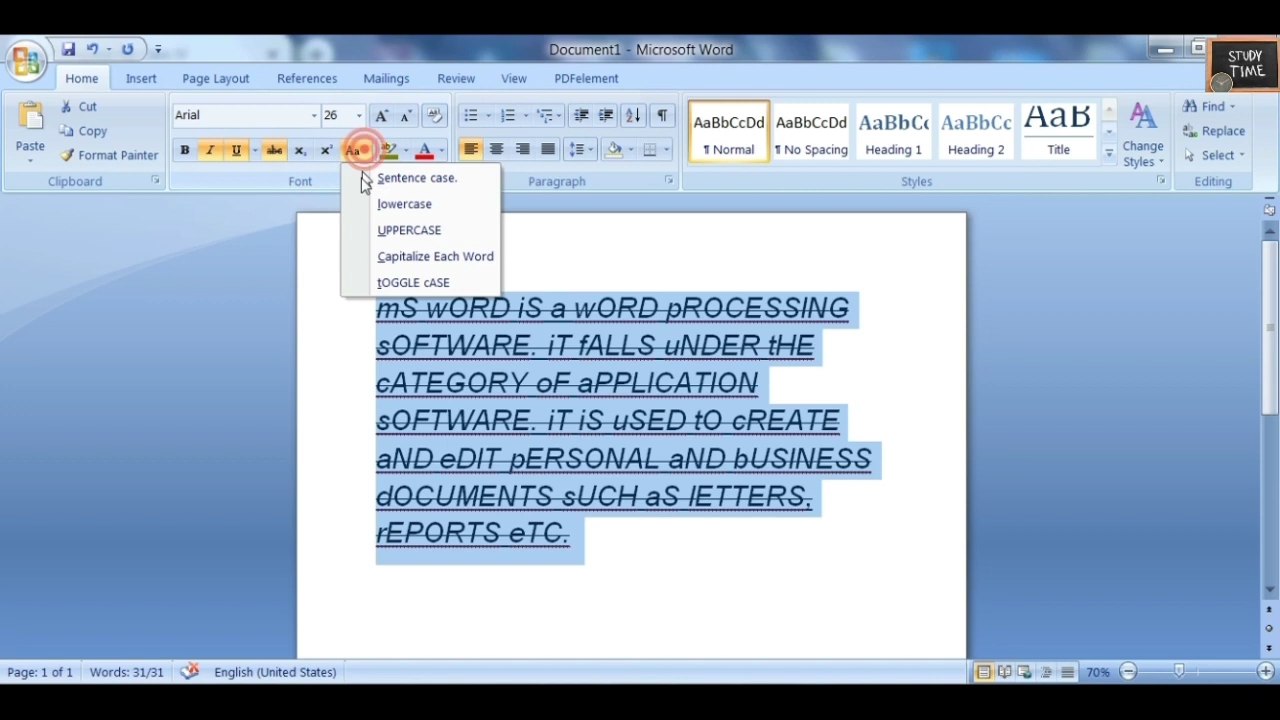 Document1 - Microsoft Word
STUDY
TIME
Home Insert Page Layout References Mailings Review View PDFelement
Cut
Copy
Format Painter
Paste
Clipboard
Arial 26
B I U abc x₂ x² Aa A
Font
Paragraph
AaBbCcDd AaBbCcDd AaBbCc AaBbCc AaB
¶ Normal ¶ No Spacing Heading 1 Heading 2 Title
Change
Styles
Styles
Find
Replace
Select
Editing
Sentence case.
lowercase
UPPERCASE
Capitalize Each Word
tOGGLE cASE
mS wORD iS a wORD pROCESSING
sOFTWARE. iT fALLS uNDER tHE
cATEGORY oF aPPLICATION
sOFTWARE. iT iS uSED tO cREATE
aND eDIT pERSONAL aND bUSINESS
dOCUMENTS sUCH aS lETTERS,
rEPORTS eTC.
Page: 1 of 1 Words: 31/31 English (United States) 70%